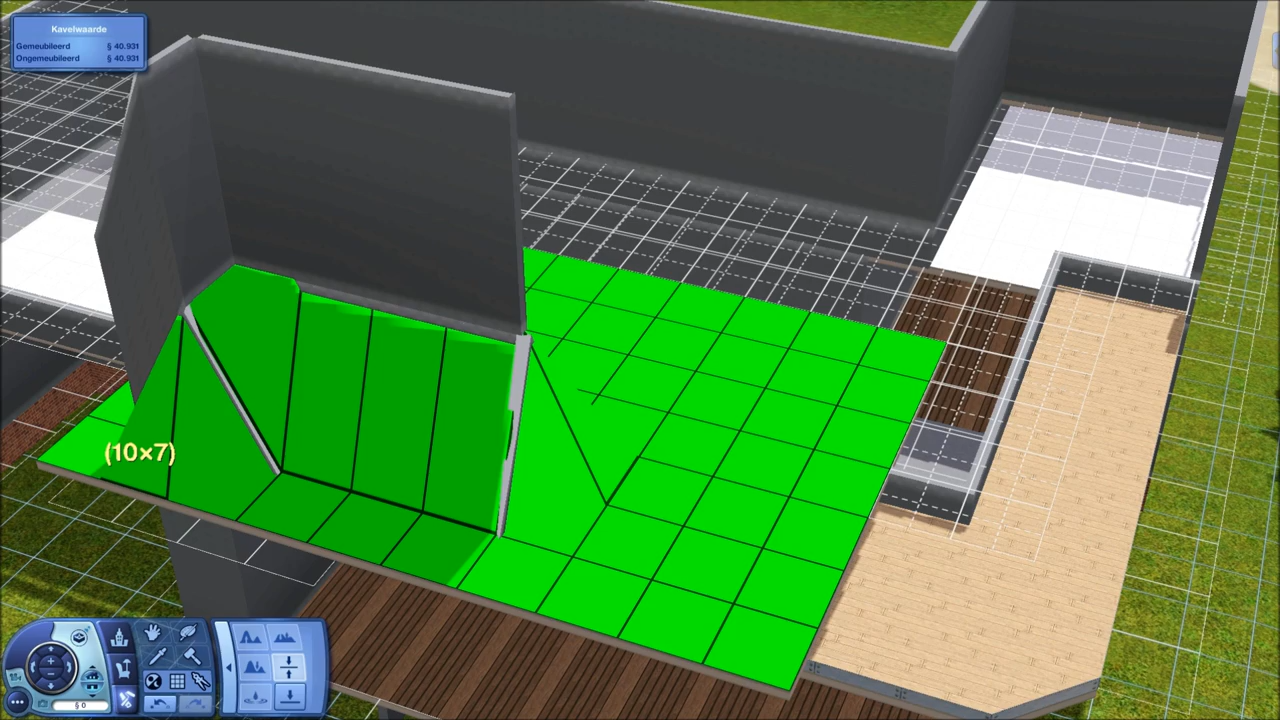 Kavelwaarde
Gemeubileerd § 40.931
Ongemeubileerd § 40.931
(10×7)
§ 0